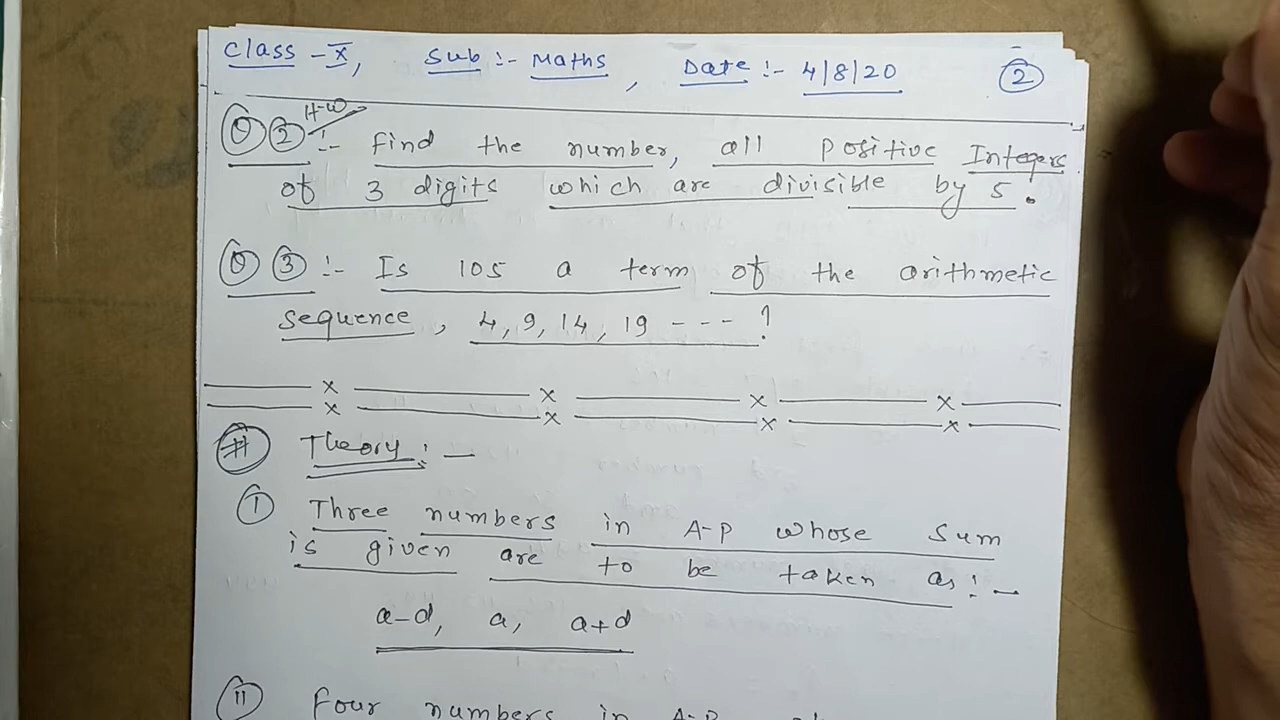 Class -X, Sub :- Maths, Date :- 4/8/20 2
H-W
Q 2 :- Find the number, all positive Integers
of 3 digits which are divisible by 5 !
Q 3 :- Is 105 a term of the arithmetic
sequence, 4, 9, 14, 19 - - - ?
# Theory : -
I Three numbers in A-P whose sum
is given are to be taken as : -
a-d, a, a+d
II Four numbers in A-P